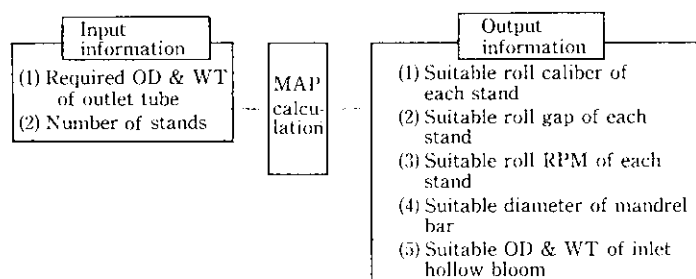 Input
information
(1) Required OD & WT
of outlet tube
(2) Number of stands
MAP
calcu-
lation
Output
information
(1) Suitable roll caliber of
each stand
(2) Suitable roll gap of each
stand
(3) Suitable roll RPM of each
stand
(4) Suitable diameter of mandrel
bar
(5) Suitable OD & WT of inlet
hollow bloom